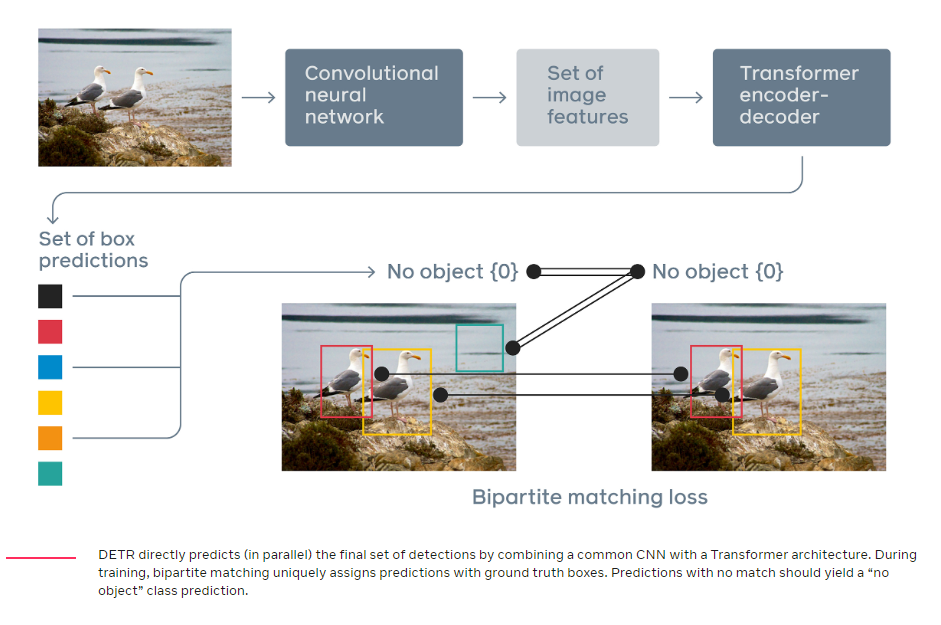 Convolutional
neural
network
Set of
image
features
Transformer
encoder-
decoder
Set of box
predictions
No object {0}
No object {0}
Bipartite matching loss
DETR directly predicts (in parallel) the final set of detections by combining a common CNN with a Transformer architecture. During
training, bipartite matching uniquely assigns predictions with ground truth boxes. Predictions with no match should yield a “no
object” class prediction.